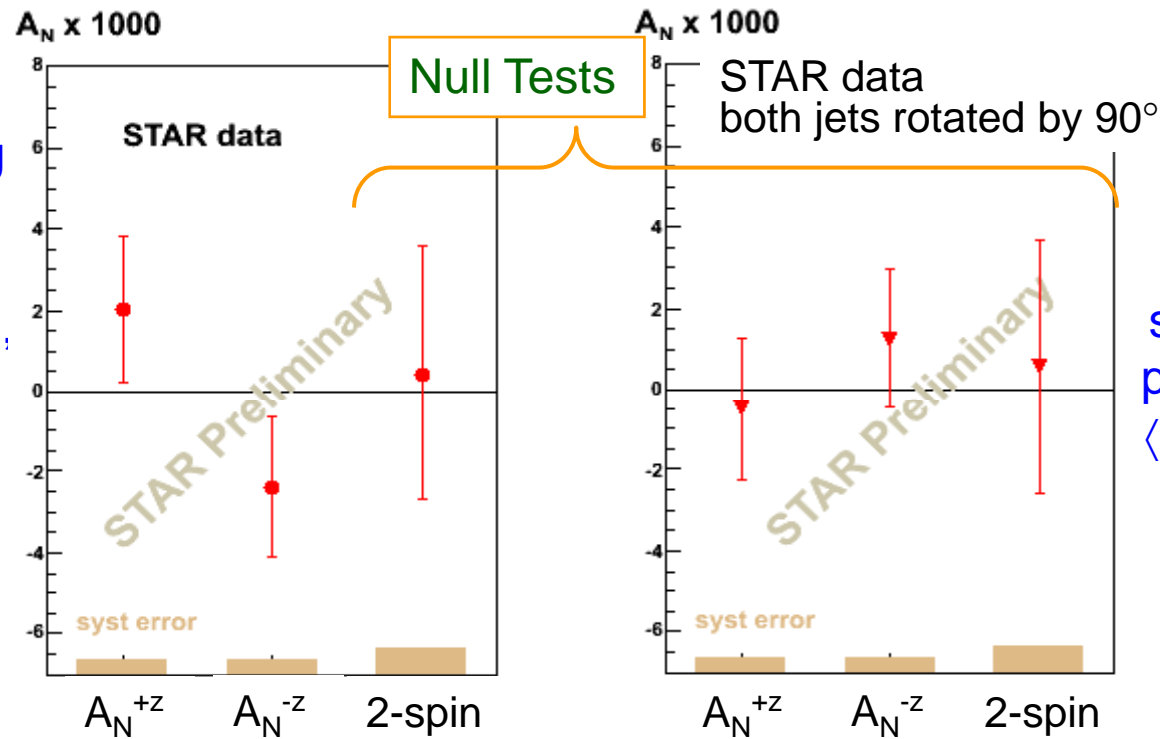 A_N x 1000
A_N x 1000
Null Tests
STAR data
both jets rotated by 90°
STAR data
8
6
4
2
0
-2
-4
-6
8
6
4
2
0
-2
-4
-6
STAR Preliminary
STAR Preliminary
syst error
syst error
A_N^{+z} A_N^{-z} 2-spin
A_N^{+z} A_N^{-z} 2-spin